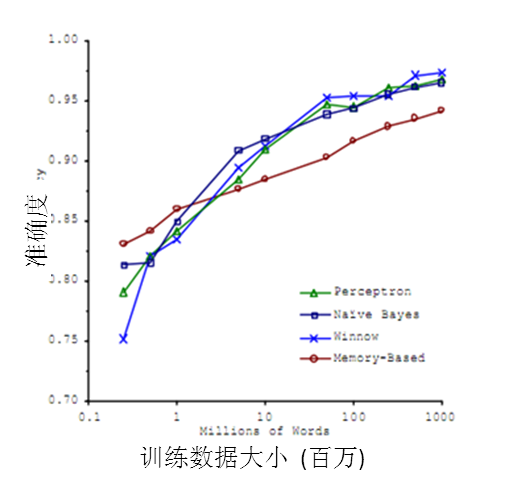 1.00
0.95
0.90
cy
准确度
0.85
0.80
0.75
0.70
Perceptron
Naïve Bayes
Winnow
Memory-Based
0.1 1 10 100 1000
Millions of Words
训练数据大小 (百万)